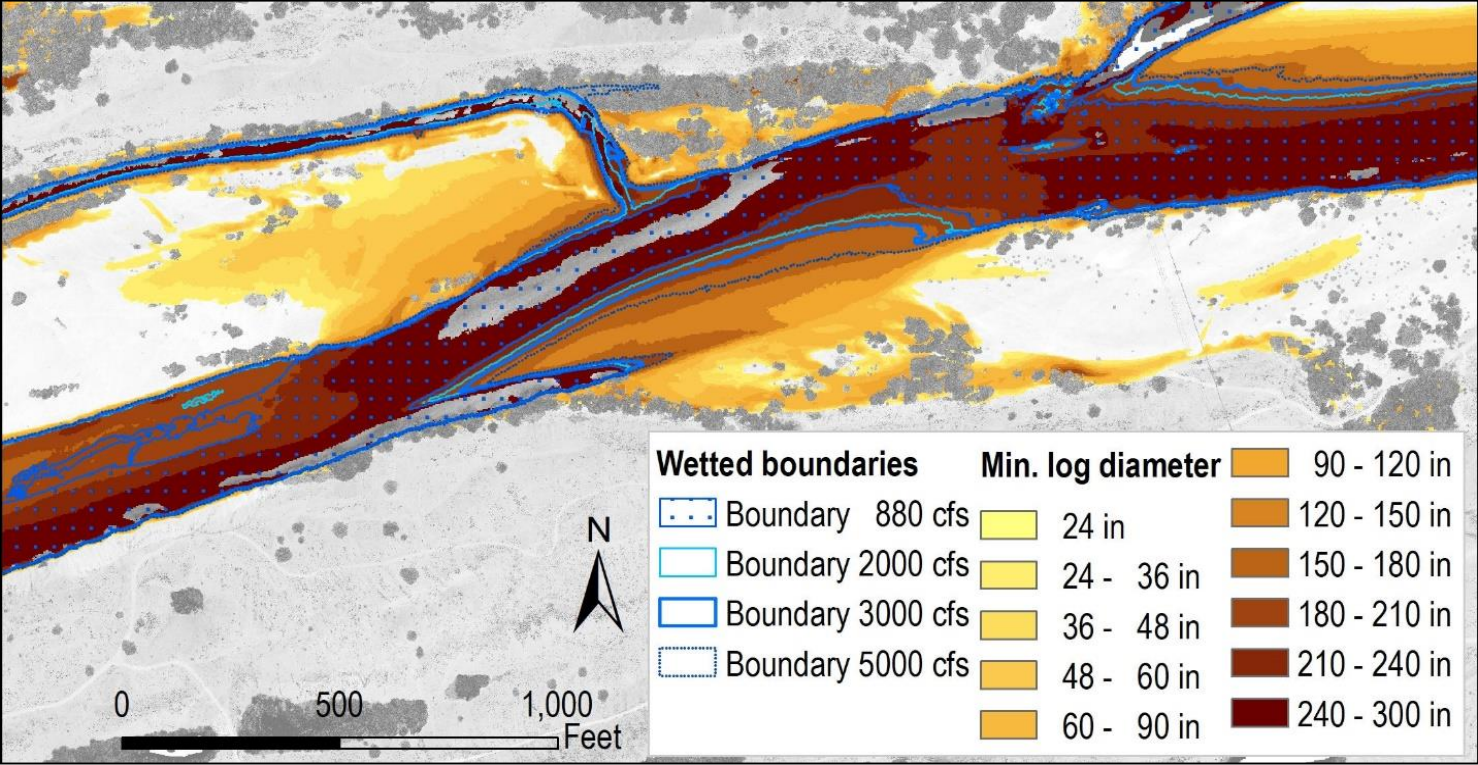 Wetted boundaries
Boundary 880 cfs
Boundary 2000 cfs
Boundary 3000 cfs
Boundary 5000 cfs
Min. log diameter
24 in
24 - 36 in
36 - 48 in
48 - 60 in
60 - 90 in
90 - 120 in
120 - 150 in
150 - 180 in
180 - 210 in
210 - 240 in
240 - 300 in
N
0 500 1,000
Feet